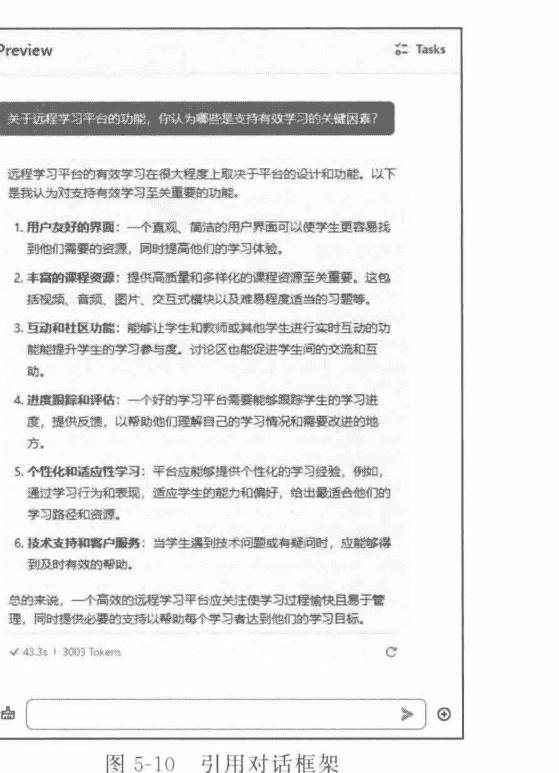 Preview
Tasks
关于远程学习平台的功能，你认为哪些是支持有效学习的关键因素？
远程学习平台的有效学习在很大程度上取决于平台的设计和功能。以下
是我认为对支持有效学习至关重要的功能。
1. 用户友好的界面：一个直观、简洁的用户界面可以使学生更容易找
到他们需要的资源，同时提高他们的学习体验。
2. 丰富的课程资源：提供高质量和多样化的课程资源至关重要。这包
括视频、音频、图片、交互式模块以及难易程度适当的习题等。
3. 互动和社区功能：能够让学生和教师或其他学生进行实时互动的功
能能提升学生的学习参与度。讨论区也能促进学生间的交流和互
助。
4. 进度跟踪和评估：一个好的学习平台需要能够跟踪学生的学习进
度，提供反馈，以帮助他们理解自己的学习情况和需要改进的地
方。
5. 个性化和适应性学习：平台应能够提供个性化的学习经验，例如，
通过学习行为和表现，适应学生的能力和偏好，给出最适合他们的
学习路径和资源。
6. 技术支持和客户服务：当学生遇到技术问题或有疑问时，应能够得
到及时有效的帮助。
总的来说，一个高效的远程学习平台应关注使学习过程愉快且易于管
理，同时提供必要的支持以帮助每个学习者达到他们的学习目标。
43.3s | 3003 Tokens
图 5-10 引用对话框架